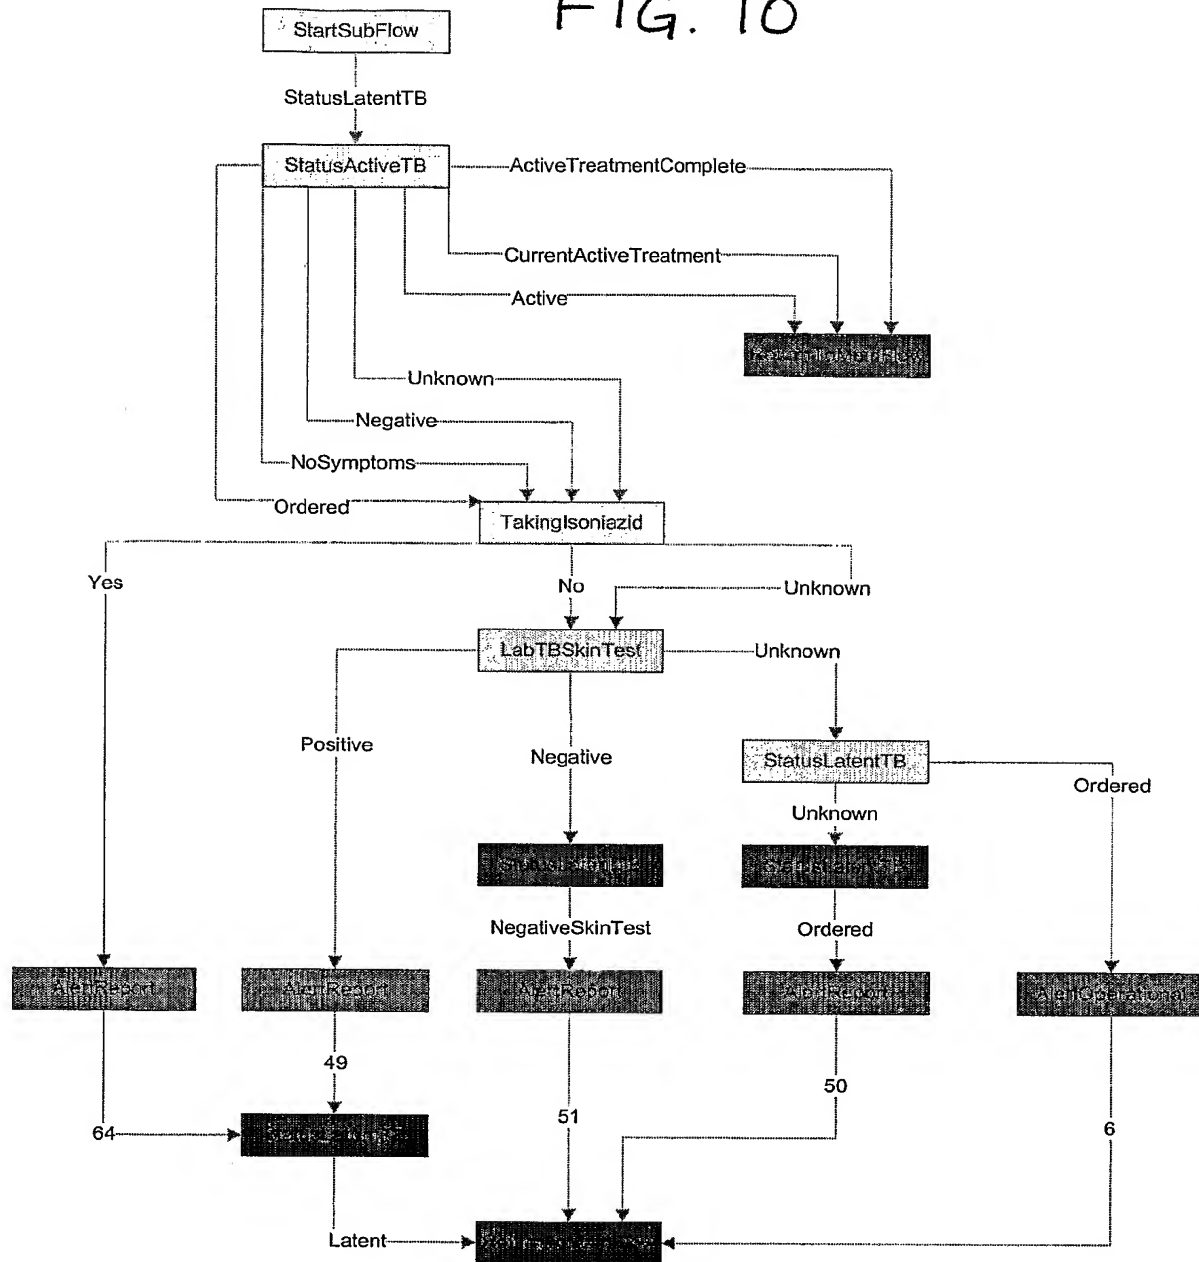 FIG. 10
StartSubFlow
StatusLatentTB
StatusActiveTB
ActiveTreatmentComplete
CurrentActiveTreatment
Active
Unknown
Negative
NoSymptoms
Ordered
TakingIsoniazid
Yes
No
Unknown
LabTBSkinTest
Unknown
Positive
Negative
StatusLatentTB
Ordered
Unknown
NegativeSkinTest
Ordered
AlertReport
AlertReport
AlertReport
AlertReport
AlertOperational
49
50
64
51
6
Latent